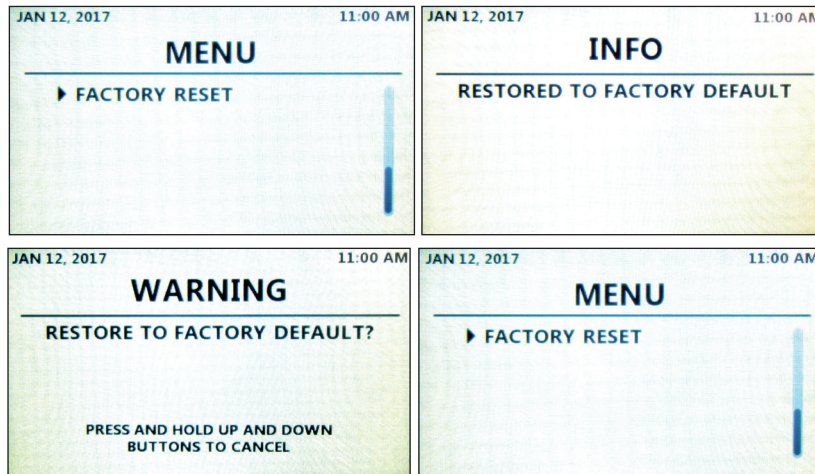 JAN 12, 2017 11:00 AM
MENU
FACTORY RESET
JAN 12, 2017 11:00 AM
INFO
RESTORED TO FACTORY DEFAULT
JAN 12, 2017 11:00 AM
WARNING
RESTORE TO FACTORY DEFAULT?
PRESS AND HOLD UP AND DOWN
BUTTONS TO CANCEL
JAN 12, 2017 11:00 AM
MENU
FACTORY RESET